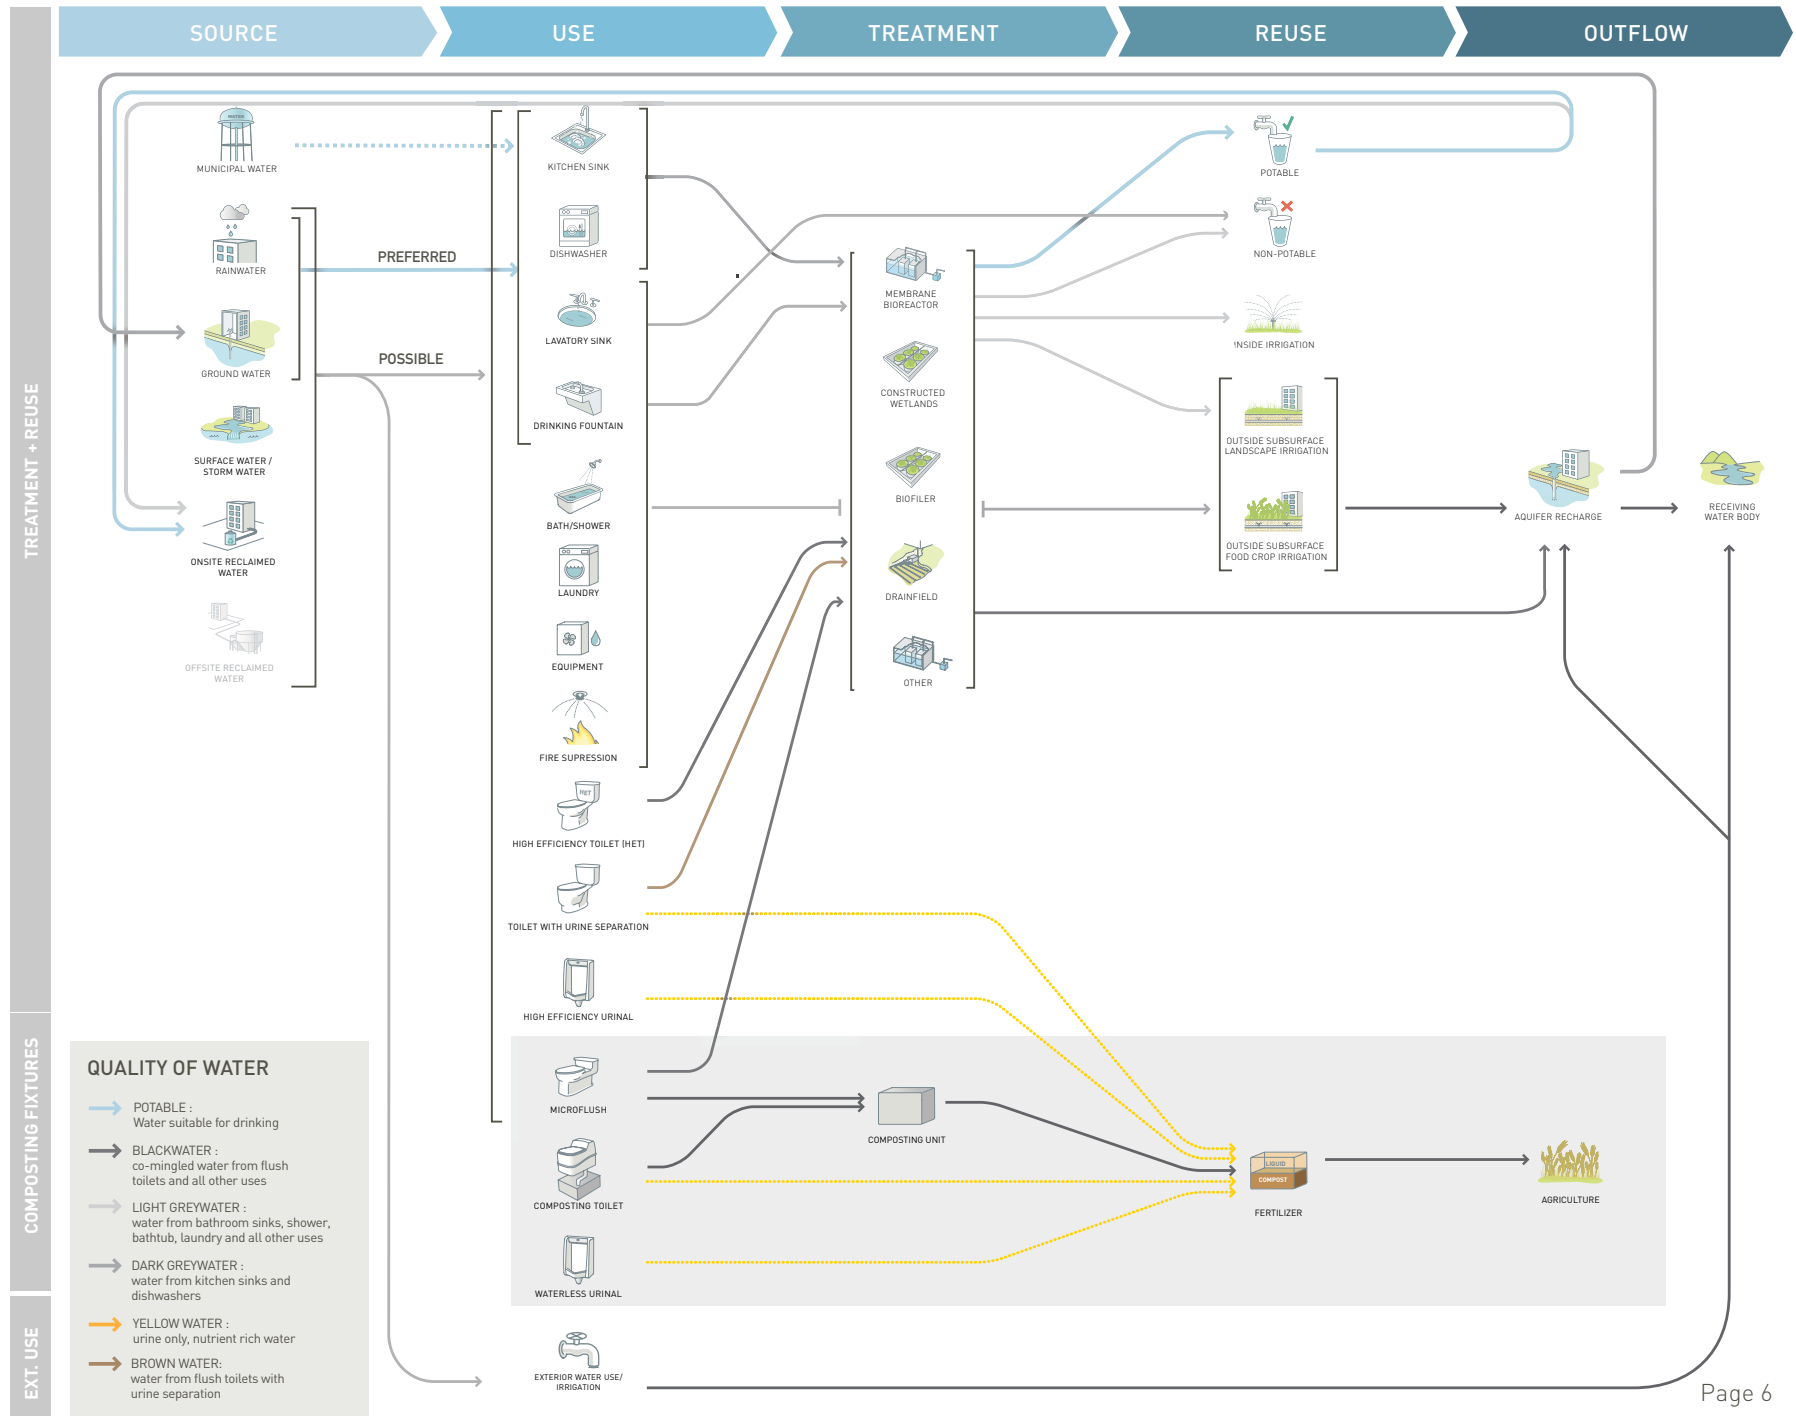 SOURCE
USE
TREATMENT
REUSE
OUTFLOW
TREATMENT + REUSE
COMPOSTING FIXTURES
EXT. USE
WATER
MUNICIPAL WATER
RAINWATER
GROUND WATER
SURFACE WATER /
STORM WATER
ONSITE RECLAIMED
WATER
OFFSITE RECLAIMED
WATER
PREFERRED
POSSIBLE
KITCHEN SINK
DISHWASHER
LAVATORY SINK
DRINKING FOUNTAIN
BATH/SHOWER
LAUNDRY
EQUIPMENT
FIRE SUPRESSION
HET
HIGH EFFICIENCY TOILET (HET)
TOILET WITH URINE SEPARATION
HIGH EFFICIENCY URINAL
MICROFLUSH
COMPOSTING TOILET
WATERLESS URINAL
EXTERIOR WATER USE/
IRRIGATION
MEMBRANE
BIOREACTOR
CONSTRUCTED
WETLANDS
BIOFILER
DRAINFIELD
OTHER
COMPOSTING UNIT
POTABLE
NON-POTABLE
INSIDE IRRIGATION
OUTSIDE SUBSURFACE
LANDSCAPE IRRIGATION
OUTSIDE SUBSURFACE
FOOD CROP IRRIGATION
LIQUID
COMPOST
FERTILIZER
AQUIFER RECHARGE
RECEIVING
WATER BODY
AGRICULTURE
QUALITY OF WATER
POTABLE :
Water suitable for drinking
BLACKWATER :
co-mingled water from flush
toilets and all other uses
LIGHT GREYWATER :
water from bathroom sinks, shower,
bathtub, laundry and all other uses
DARK GREYWATER :
water from kitchen sinks and
dishwashers
YELLOW WATER :
urine only, nutrient rich water
BROWN WATER:
water from flush toilets with
urine separation
Page 6